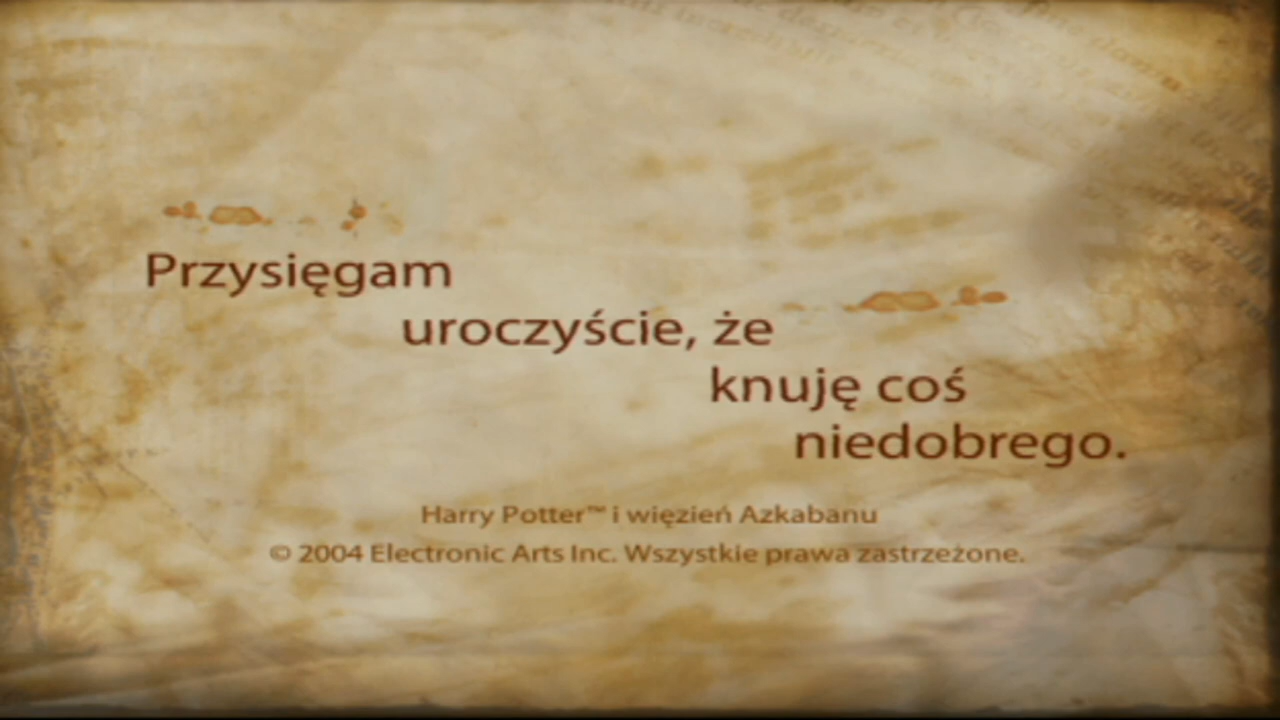 Przysięgam
uroczyście, że
knuję coś
niedobrego.
Harry Potter™ i więzień Azkabanu
© 2004 Electronic Arts Inc. Wszystkie prawa zastrzeżone.